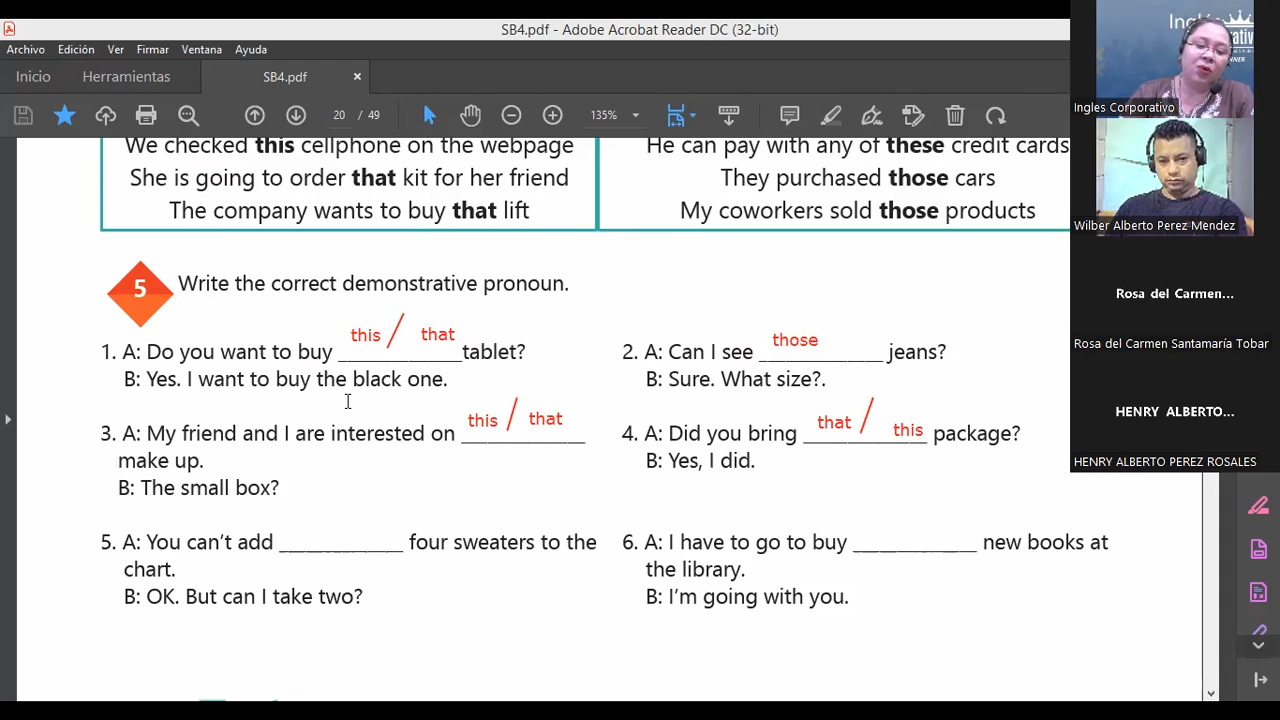 SB4.pdf - Adobe Acrobat Reader DC (32-bit)
Archivo Edición Ver Firmar Ventana Ayuda
Inicio Herramientas SB4.pdf ×
20 / 49 135%
We checked this cellphone on the webpage
She is going to order that kit for her friend
The company wants to buy that lift
He can pay with any of these credit cards
They purchased those cars
My coworkers sold those products
5 Write the correct demonstrative pronoun.
this / that
1. A: Do you want to buy _____________tablet?
B: Yes. I want to buy the black one.
those
2. A: Can I see _____________ jeans?
B: Sure. What size?.
this / that
3. A: My friend and I are interested on _____________
make up.
B: The small box?
that / this
4. A: Did you bring _____________ package?
B: Yes, I did.
5. A: You can't add _____________ four sweaters to the
chart.
B: OK. But can I take two?
6. A: I have to go to buy _____________ new books at
the library.
B: I'm going with you.
Ingles Corporativo
Wilber Alberto Perez Mendez
Rosa del Carmen...
Rosa del Carmen Santamaría Tobar
HENRY ALBERTO...
HENRY ALBERTO PEREZ ROSALES